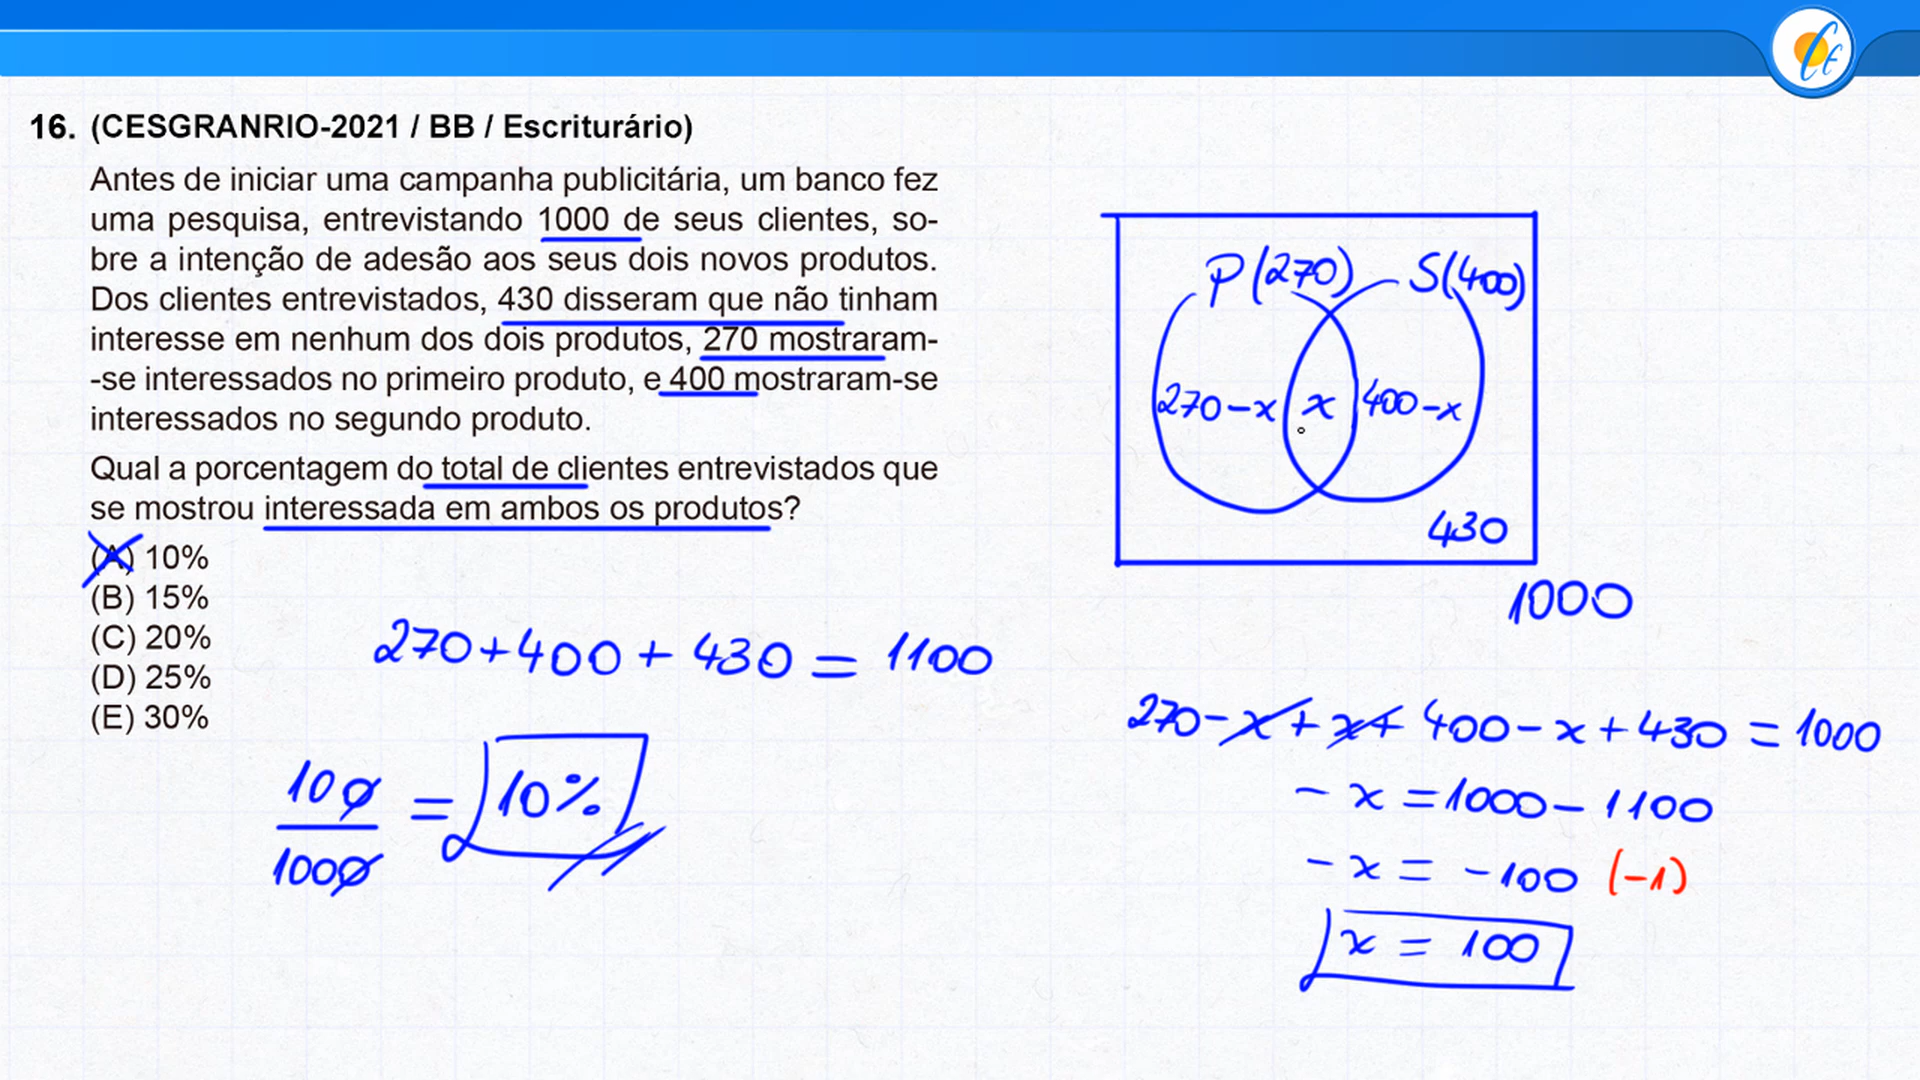 16. (CESGRANRIO-2021 / BB / Escriturário)
Antes de iniciar uma campanha publicitária, um banco fez
uma pesquisa, entrevistando 1000 de seus clientes, so-
bre a intenção de adesão aos seus dois novos produtos.
Dos clientes entrevistados, 430 disseram que não tinham
interesse em nenhum dos dois produtos, 270 mostraram-
-se interessados no primeiro produto, e 400 mostraram-se
interessados no segundo produto.
Qual a porcentagem do total de clientes entrevistados que
se mostrou interessada em ambos os produtos?
(A) 10%
(B) 15%
(C) 20%
(D) 25%
(E) 30%
270+400+430=1100
100
1000
= 10%
P(270) S(400)
270-x x 400-x
430
1000
270-x+x+400-x+430=1000
-x=1000-1100
-x=-100 (-1)
x=100
CE